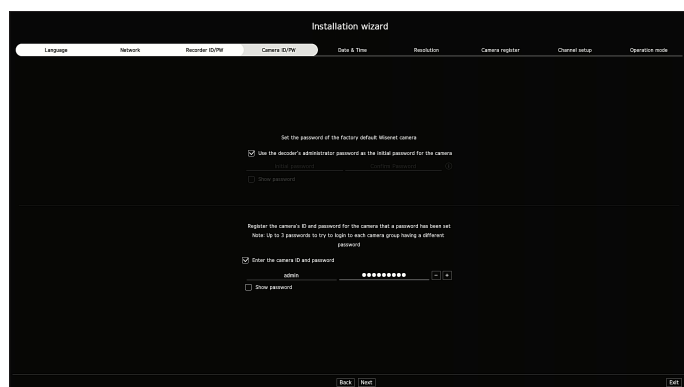 Installation wizard
Language Network Recorder ID/PW Camera ID/PW Date & Time Resolution Camera register Channel setup Operation mode
Set the password of the factory default Wisenet camera
Use the decoder's administrator password as the initial password for the camera
Initial password Confirm Password
Show password
Register the camera's ID and password for the camera that a password has been set
Note: Up to 3 passwords to try to login to each camera group having a different
password
Enter the camera ID and password
admin ●●●●●●●●● - +
Show password
Back Next Exit